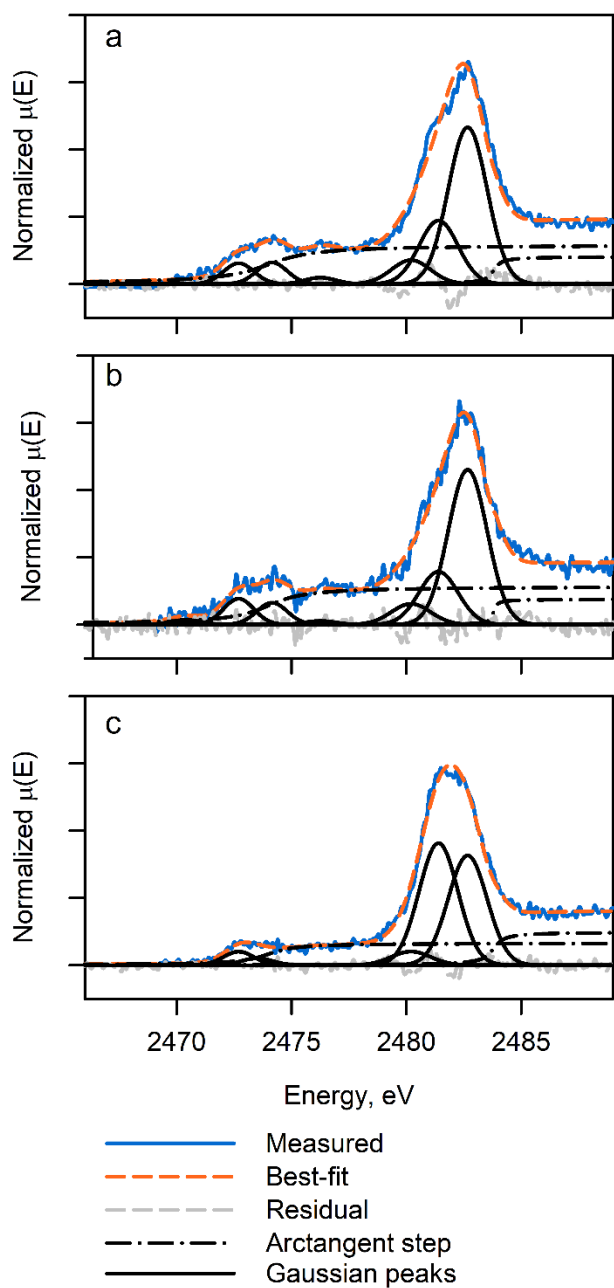 a
Normalized μ(E)
b
Normalized μ(E)
c
Normalized μ(E)
2470 2475 2480 2485
Energy, eV
Measured
Best-fit
Residual
Arctangent step
Gaussian peaks